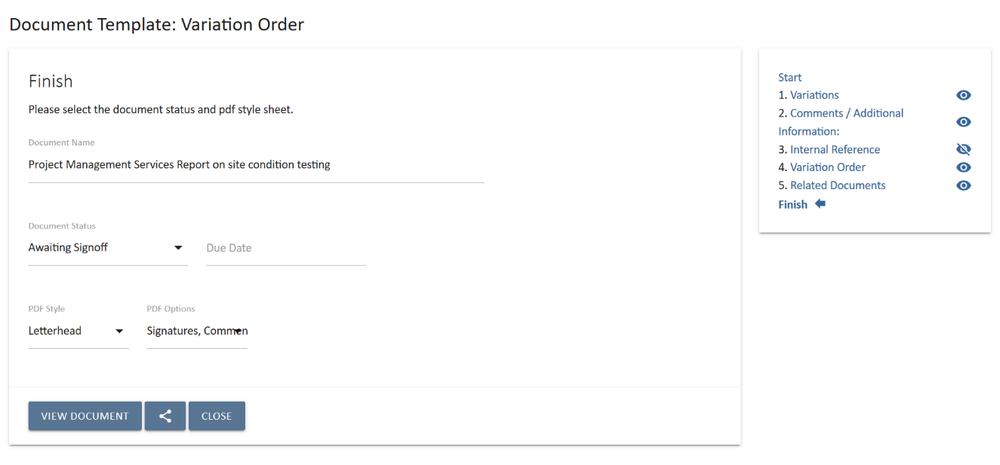 Document Template: Variation Order
Finish
Please select the document status and pdf style sheet.
Document Name
Project Management Services Report on site condition testing
Document Status
Awaiting Signoff
Due Date
PDF Style
PDF Options
Letterhead
Signatures, Commen
VIEW DOCUMENT
CLOSE
Start
1. Variations
2. Comments / Additional
Information:
3. Internal Reference
4. Variation Order
5. Related Documents
Finish